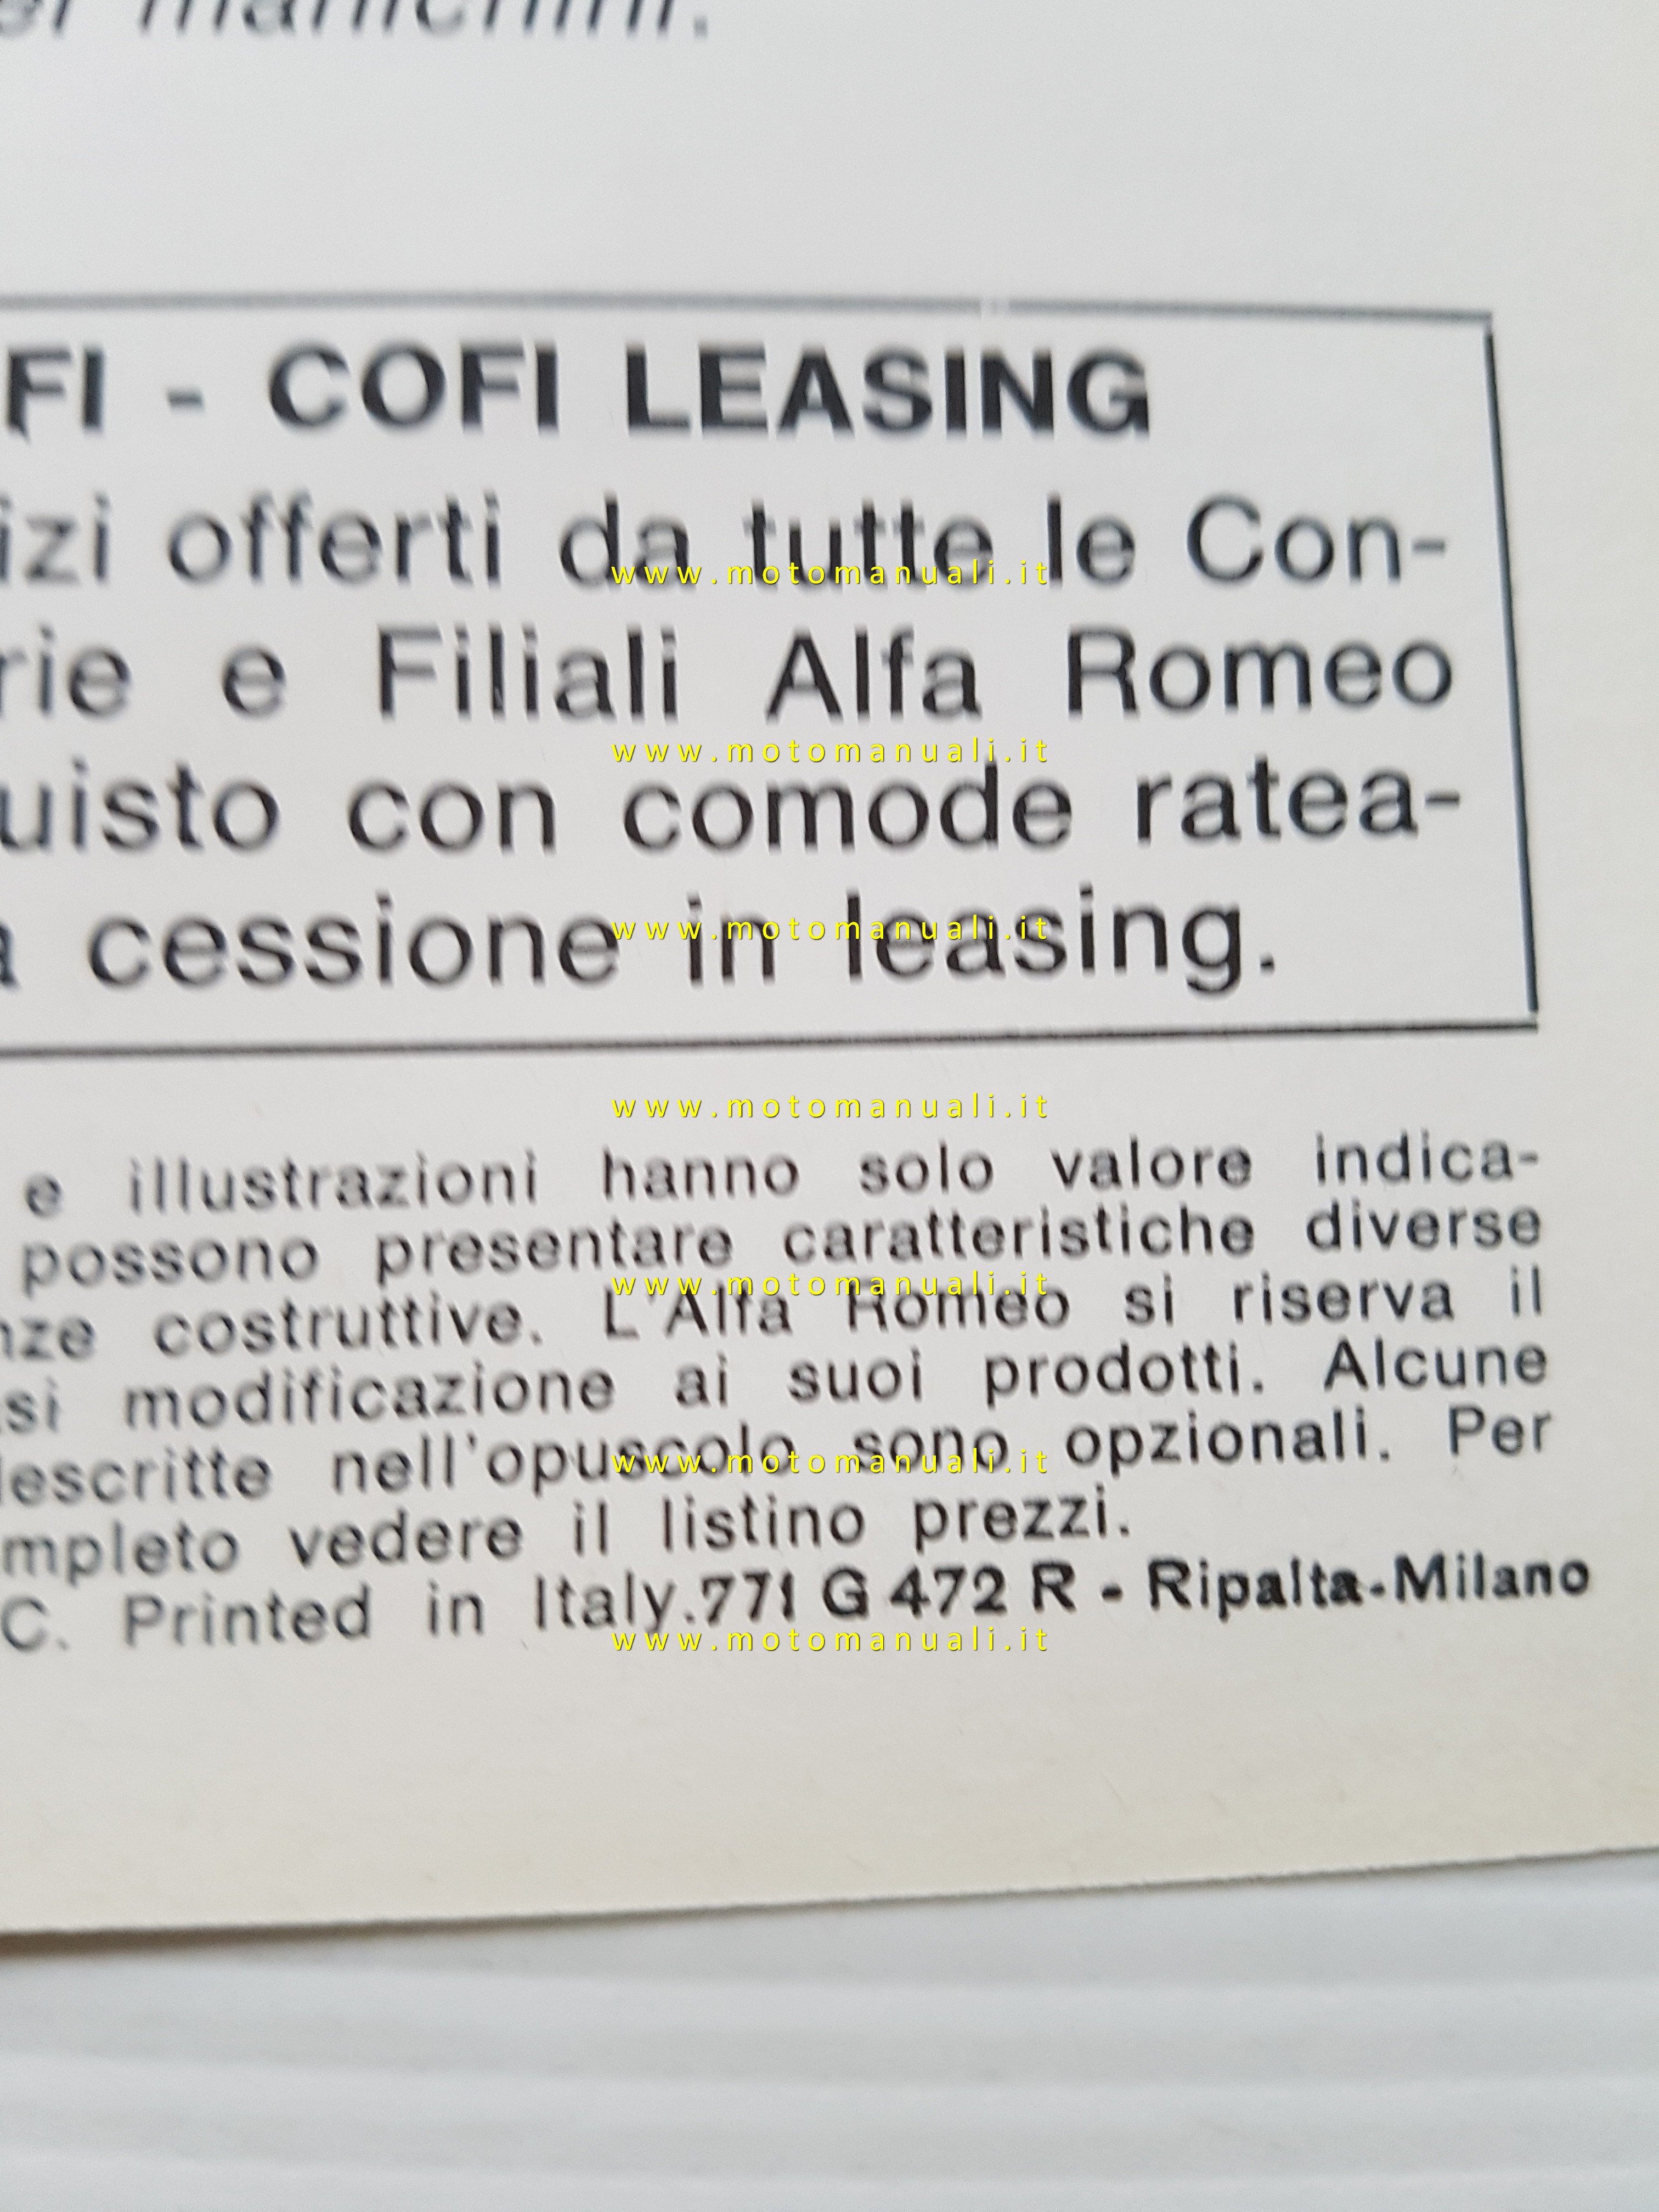 manichini.
FI - COFI LEASING
izi offerti da tutte le Con-
www.motomanuali.it
rie e Filiali Alfa Romeo
www.motomanuali.it
uisto con comode ratea-
a cessione in leasing.
www.motomanuali.it
www.motomanuali.it
e illustrazioni hanno solo valore indica-
possono presentare caratteristiche diverse
www.motomanuali.it
nze costruttive. L'Alfa Romeo si riserva il
si modificazione ai suoi prodotti. Alcune
descritte nell'opuscolo sono opzionali. Per
www.motomanuali.it
mpleto vedere il listino prezzi.
C. Printed in Italy.771 G 472 R - Ripalta-Milano
www.motomanuali.it